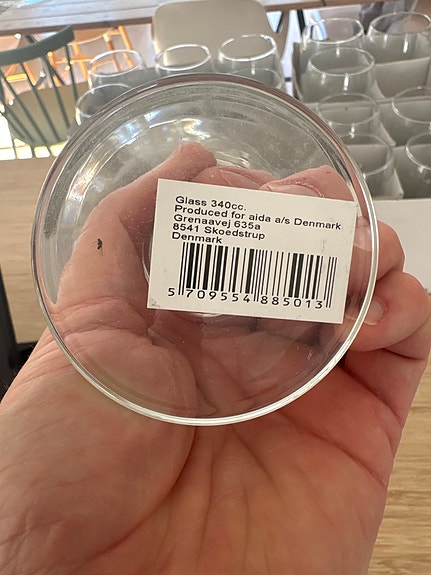 Glass 340cc.
Produced for aida a/s Denmark
Grenaavej 635a
8541 Skoedstrup
Denmark
5 709554 885013